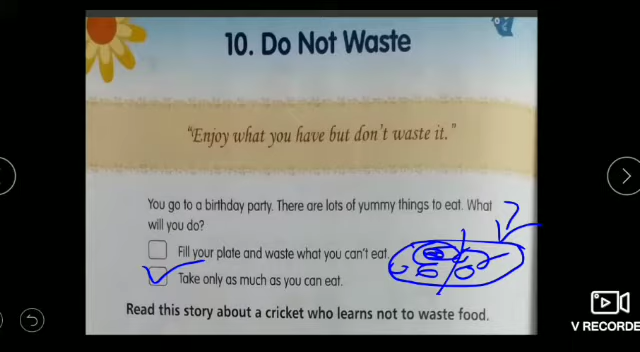 10. Do Not Waste
"Enjoy what you have but don't waste it."
You go to a birthday party. There are lots of yummy things to eat. What
will you do?
Fill your plate and waste what you can't eat.
Take only as much as you can eat.
Read this story about a cricket who learns not to waste food.
V RECORDE